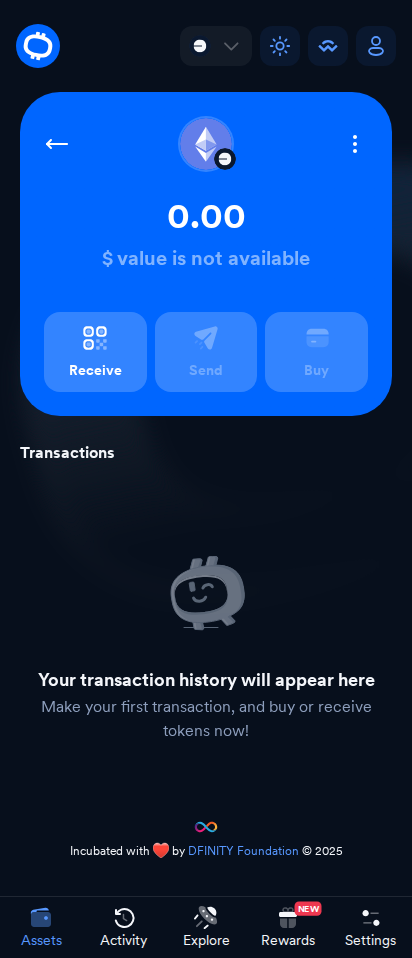 0.00
$ value is not available
Receive
Send
Buy
Transactions
Your transaction history will appear here
Make your first transaction, and buy or receive
tokens now!
Incubated with ❤️ by DFINITY Foundation © 2025
NEW
Assets
Activity
Explore
Rewards
Settings